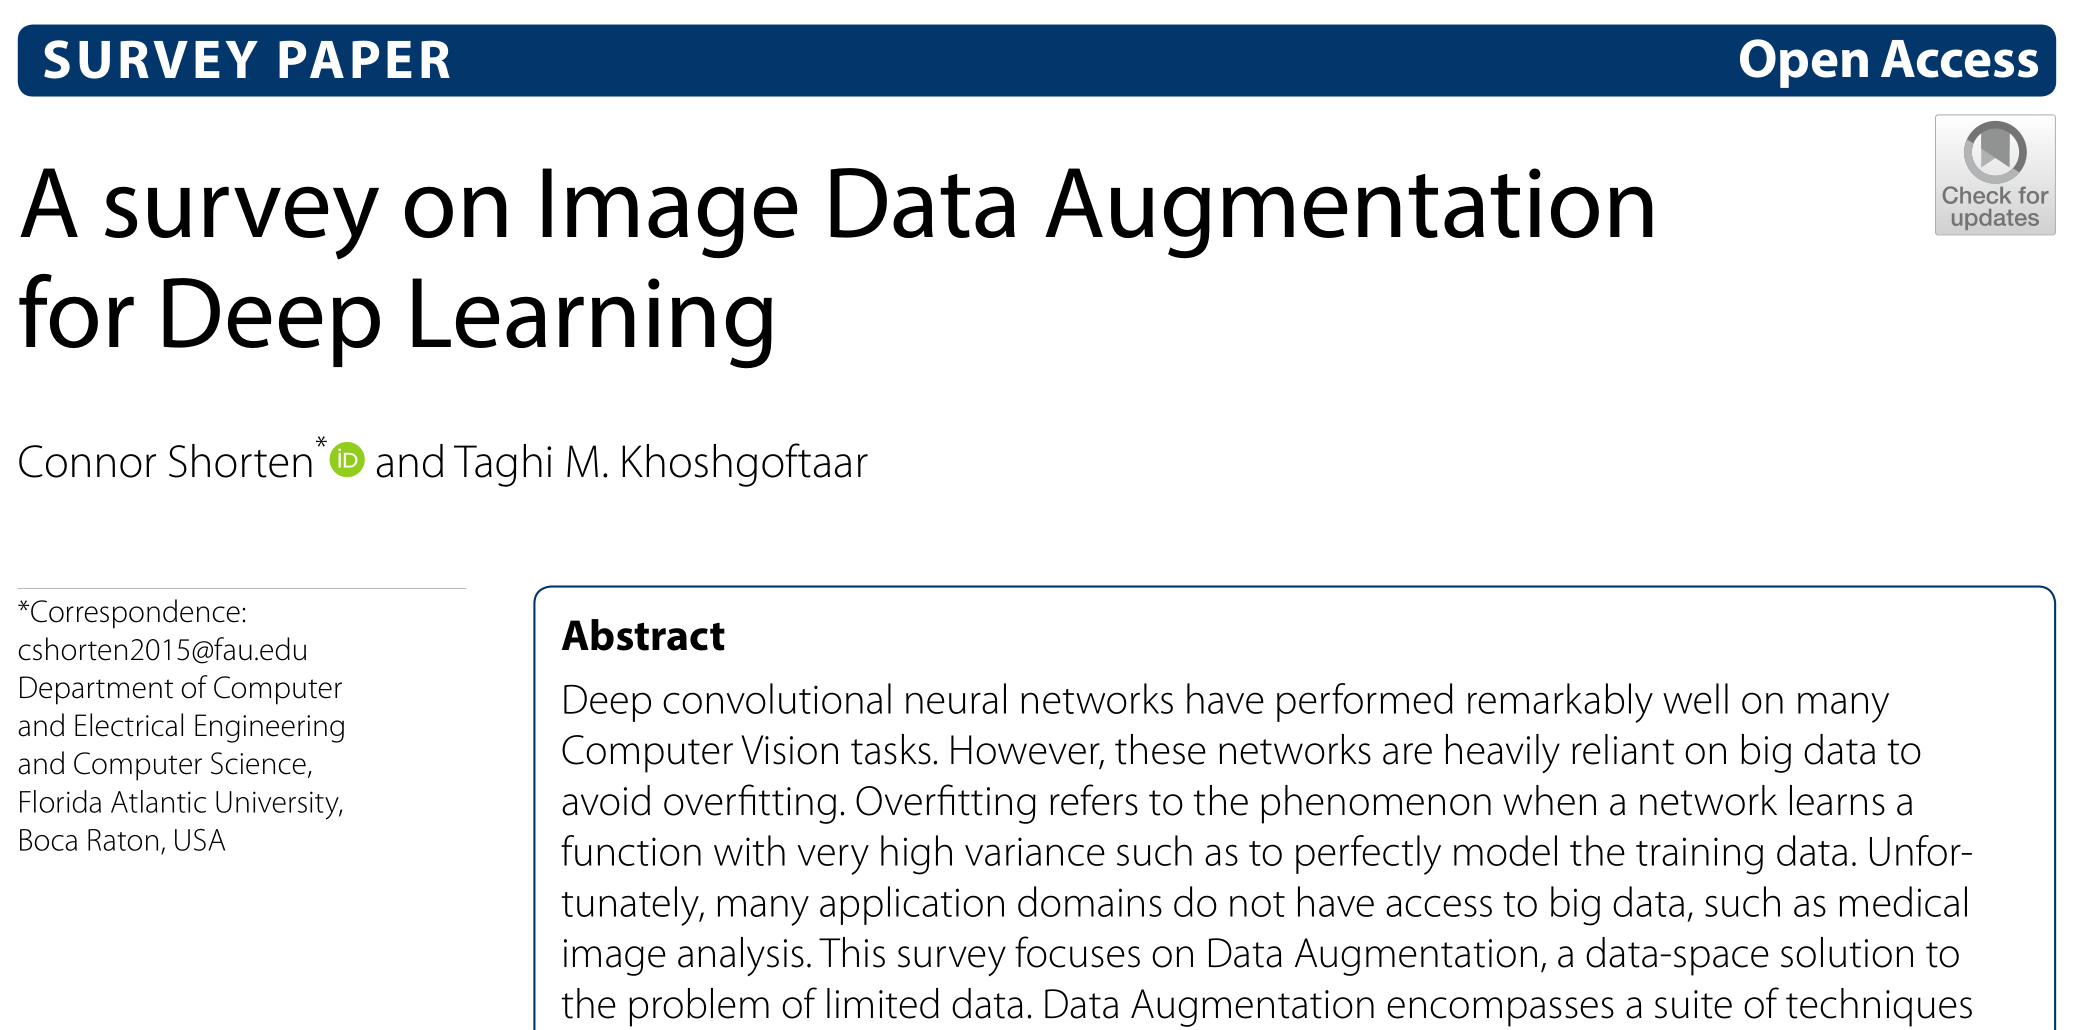 SURVEY PAPER
Open Access
Check for
updates
A survey on Image Data Augmentation
for Deep Learning
Connor Shorten* iD and Taghi M. Khoshgoftaar
*Correspondence:
cshorten2015@fau.edu
Department of Computer
and Electrical Engineering
and Computer Science,
Florida Atlantic University,
Boca Raton, USA
Abstract
Deep convolutional neural networks have performed remarkably well on many
Computer Vision tasks. However, these networks are heavily reliant on big data to
avoid overfitting. Overfitting refers to the phenomenon when a network learns a
function with very high variance such as to perfectly model the training data. Unfor-
tunately, many application domains do not have access to big data, such as medical
image analysis. This survey focuses on Data Augmentation, a data-space solution to
the problem of limited data. Data Augmentation encompasses a suite of techniques